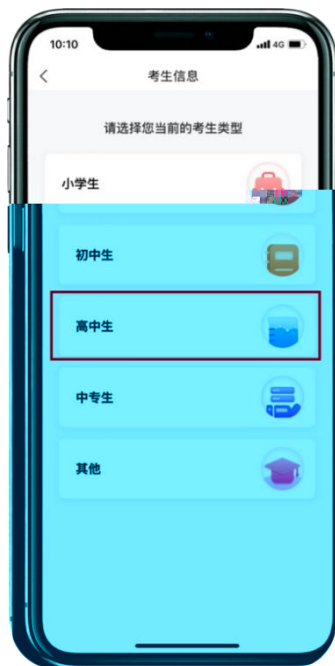 10:10
4G
考生信息
请选择您当前的考生类型
小学生
初中生
高中生
中专生
其他